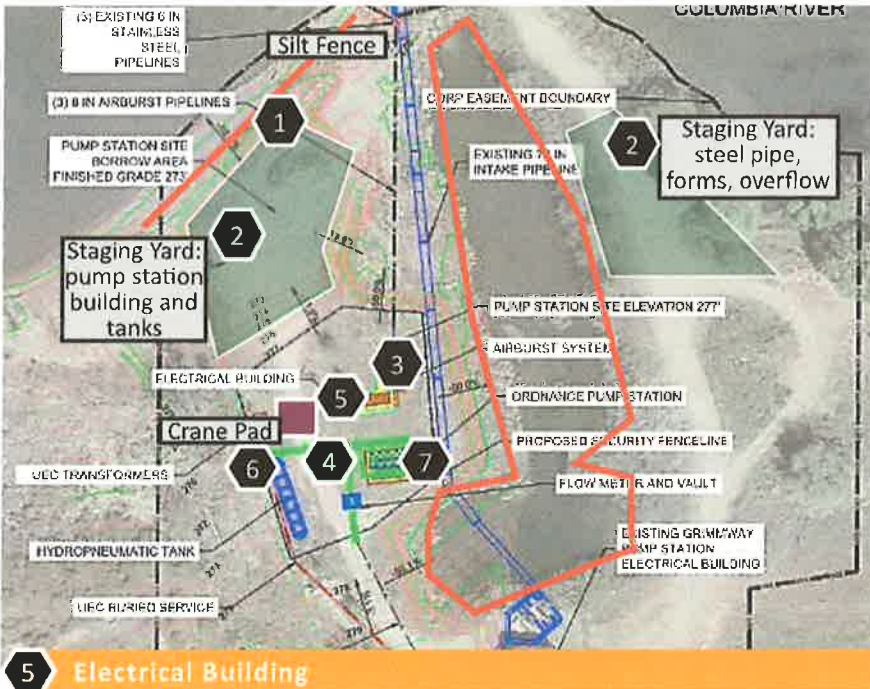 COLUMBIA RIVER
(3) EXISTING 6 IN
STAINLESS
STEEL
PIPELINES
Silt Fence
(3) 8 IN AIRBURST PIPELINES
1
CORP EASEMENT BOUNDARY
2
Staging Yard:
steel pipe,
forms, overflow
PUMP STATION SITE
BORROW AREA
FINISHED GRADE 273'
EXISTING
IN
INTAKE PIPELINE
2
Staging Yard:
pump station
building and
tanks
PUMP STATION SITE ELEVATION 277'
3
AIRBURST SYSTEM
ELECTRICAL BUILDING
5
ORDNANCE PUMP STATION
Crane Pad
PROPOSED SECURITY FENCELINE
6
4
7
UEC TRANSFORMERS
FLOW METER AND VAULT
HYDROPNEUMATIC TANK
EXISTING GRIMMWAY
PUMP STATION
ELECTRICAL BUILDING
UEC BURIED SERVICE
5 Electrical Building